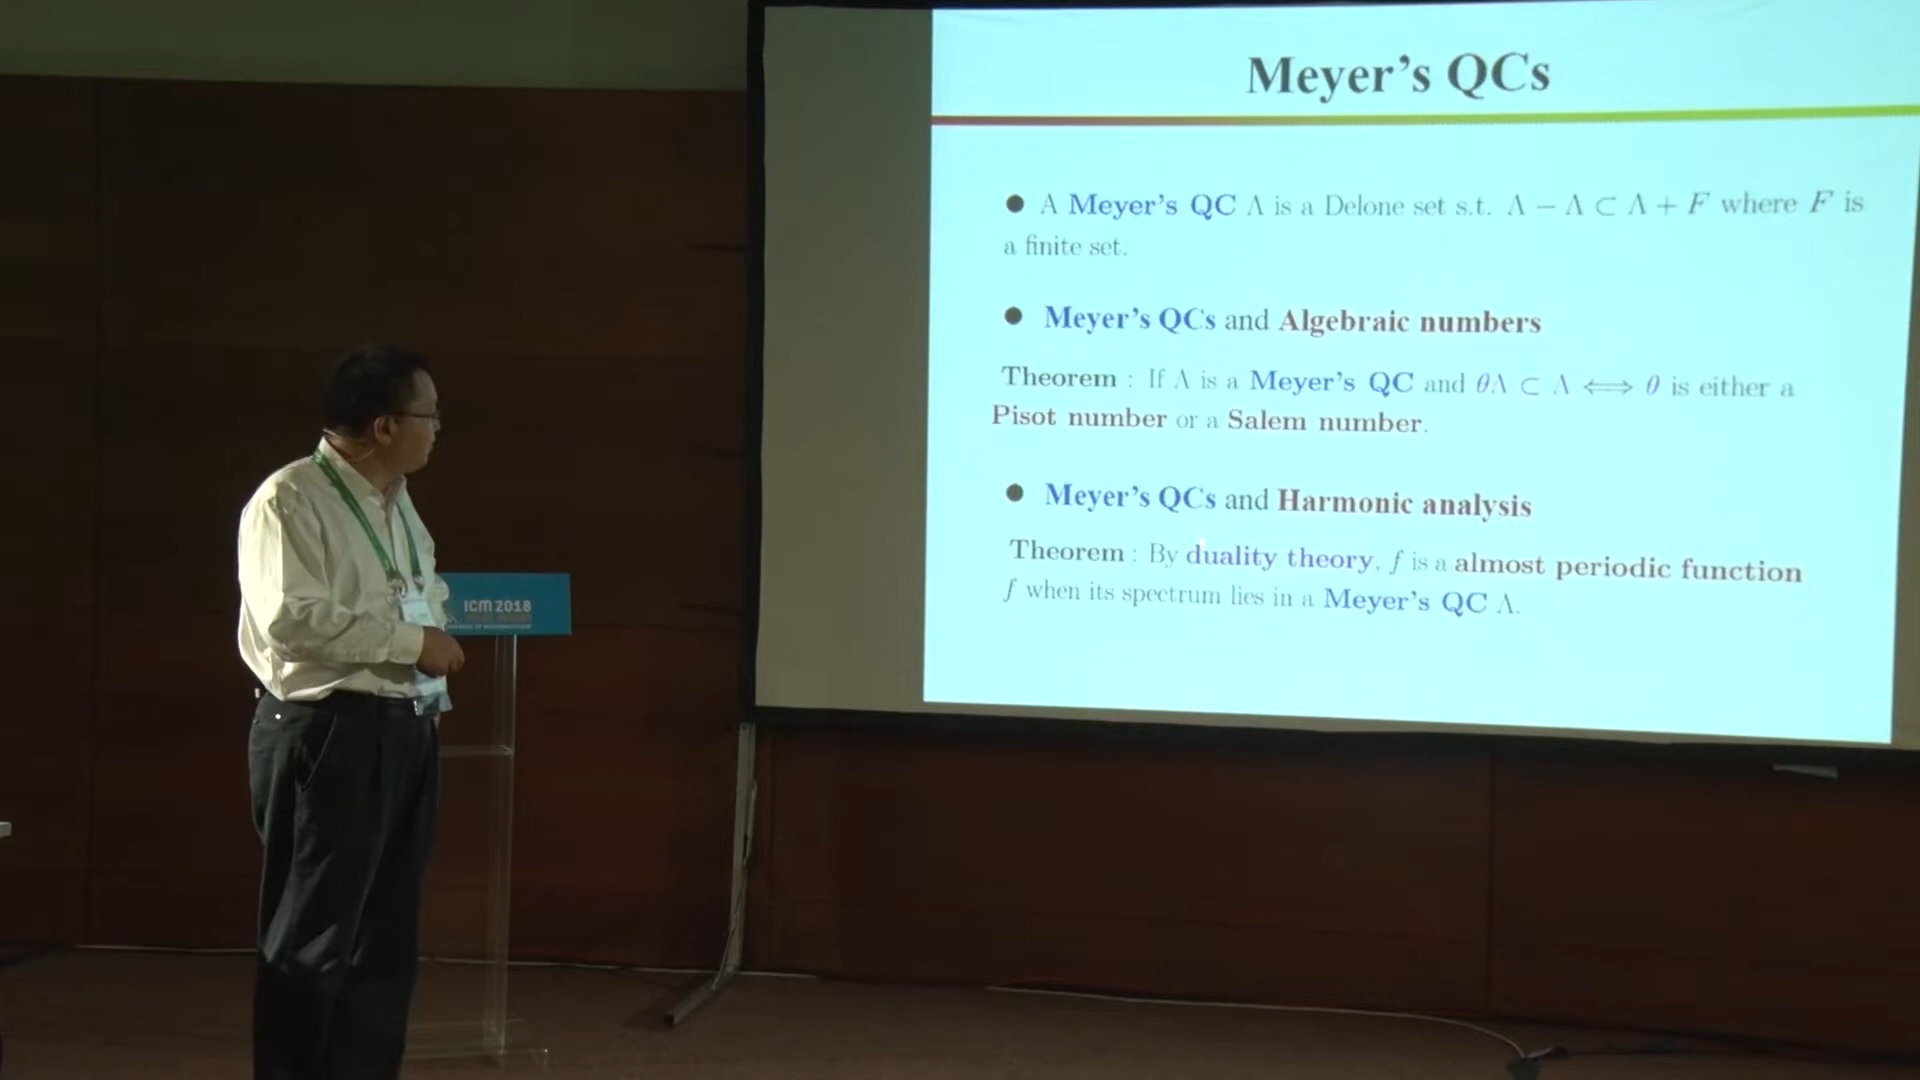 Meyer's QCs
● A Meyer's QC Λ is a Delone set s.t. Λ − Λ ⊂ Λ + F where F is
a finite set.
● Meyer's QCs and Algebraic numbers
Theorem : If Λ is a Meyer's QC and θΛ ⊂ Λ ⟺ θ is either a
Pisot number or a Salem number.
● Meyer's QCs and Harmonic analysis
Theorem : By duality theory, f is a almost periodic function
f when its spectrum lies in a Meyer's QC Λ.
ICM 2018